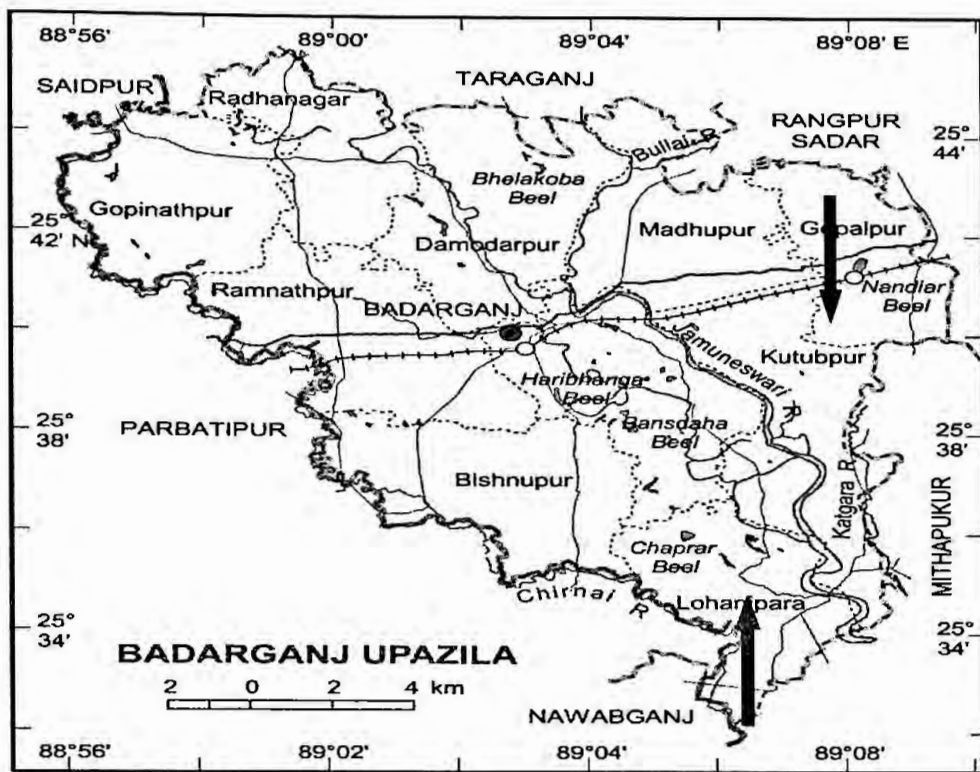 88°56' 89°00' 89°04' 89°08' E
SAIDPUR
TARAGANJ
Radhanagar
RANGPUR
SADAR
25°
44'
Bullai R
Bhelakoba
Beel
Gopinathpur
25°
42' N
Madhupur
Gopalpur
Damodarpur
Ramnathpur
BADARGANJ
Nandiar
Beel
Jamuneswari R
Kutubpur
Haribhanga
Beel
25°
38'
PARBATIPUR
Bansdaha
Beel
25°
38'
Bishnupur
Katgara R
MITHAPUKUR
Chaprar
Beel
Chirnai R
Lohanipara
25°
34'
25°
34'
BADARGANJ UPAZILA
2 0 2 4 km
NAWABGANJ
88°56' 89°02' 89°04' 89°08'